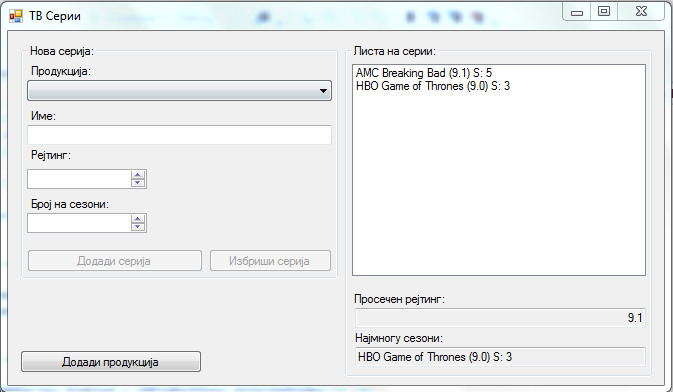 ТВ Серии
Нова серија:
Продукција:
Име:
Рејтинг:
Број на сезони:
Додади серија
Избриши серија
Додади продукција
Листа на серии:
AMC Breaking Bad (9.1) S: 5
HBO Game of Thrones (9.0) S: 3
Просечен рејтинг:
9.1
Најмногу сезони:
HBO Game of Thrones (9.0) S: 3